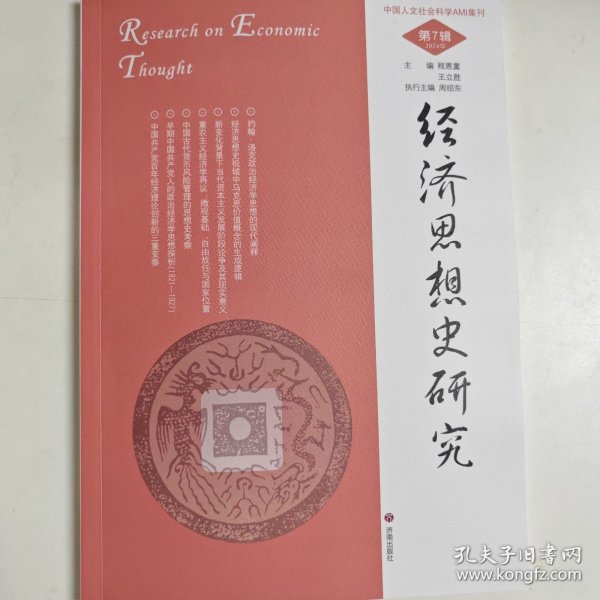 Research on Economic
Thought
中国人文社会科学AMI集刊
第7辑
2024年
主 编 程恩富
王立胜
执行主编 周绍东
经济思想史研究
约翰·洛克政治经济学思想的现代阐释
经济思想史视域中马克思价值概念的生成逻辑
新变化背景下当代资本主义发展阶段论争及其现实意义
重农主义经济学再议：微观基础、自由放任与国家位置
中国古代货币风险管理的思想史考察
早期中国共产党人的政治经济学思想探析(1921—1927)
中国共产党百年经济理论创新的三重变奏
济南出版社
孔夫子旧书网
www.kongfz.com